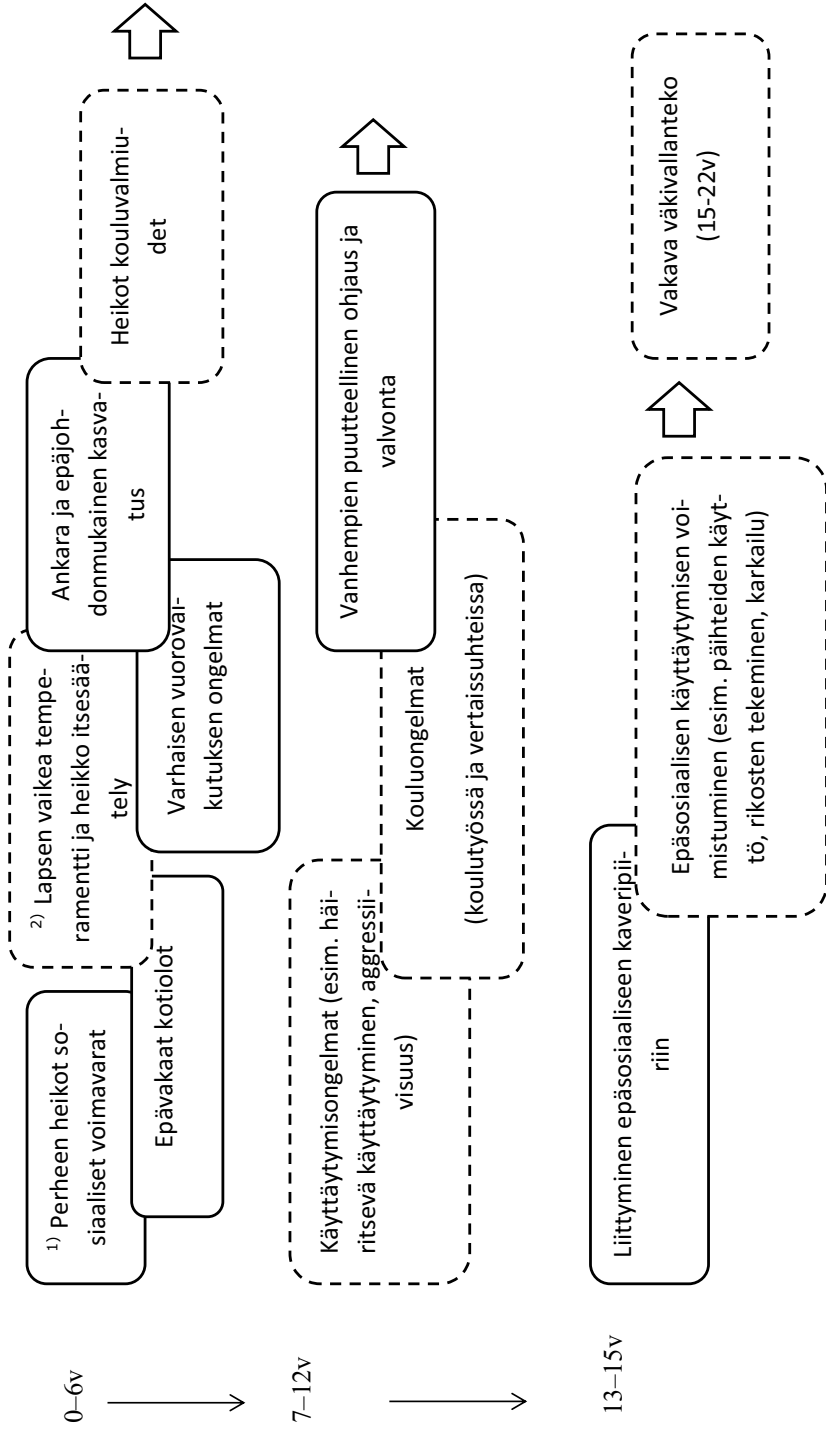 0–6v
1) Perheen heikot so-
siaaliset voimavarat
Epävakaat kotiolot
2) Lapsen vaikea tempe-
ramentti ja heikko itsesää-
tely
Varhaisen vuorovai-
kutuksen ongelmat
Ankara ja epäjoh-
donmukainen kasva-
tus
Heikot kouluvalmiu-
det
7–12v
Käyttäytymisongelmat (esim. häi-
ritsevä käyttäytyminen, aggressii-
visuus)
Kouluongelmat
(koulutyössä ja vertaissuhteissa)
Vanhempien puutteellinen ohjaus ja
valvonta
13–15v
Liittyminen epäsosiaaliseen kaveripii-
riin
Epäsosiaalisen käyttäytymisen voi-
mistuminen (esim. päihteiden käyt-
tö, rikosten tekeminen, karkailu)
Vakava väkivallanteko
(15-22v)